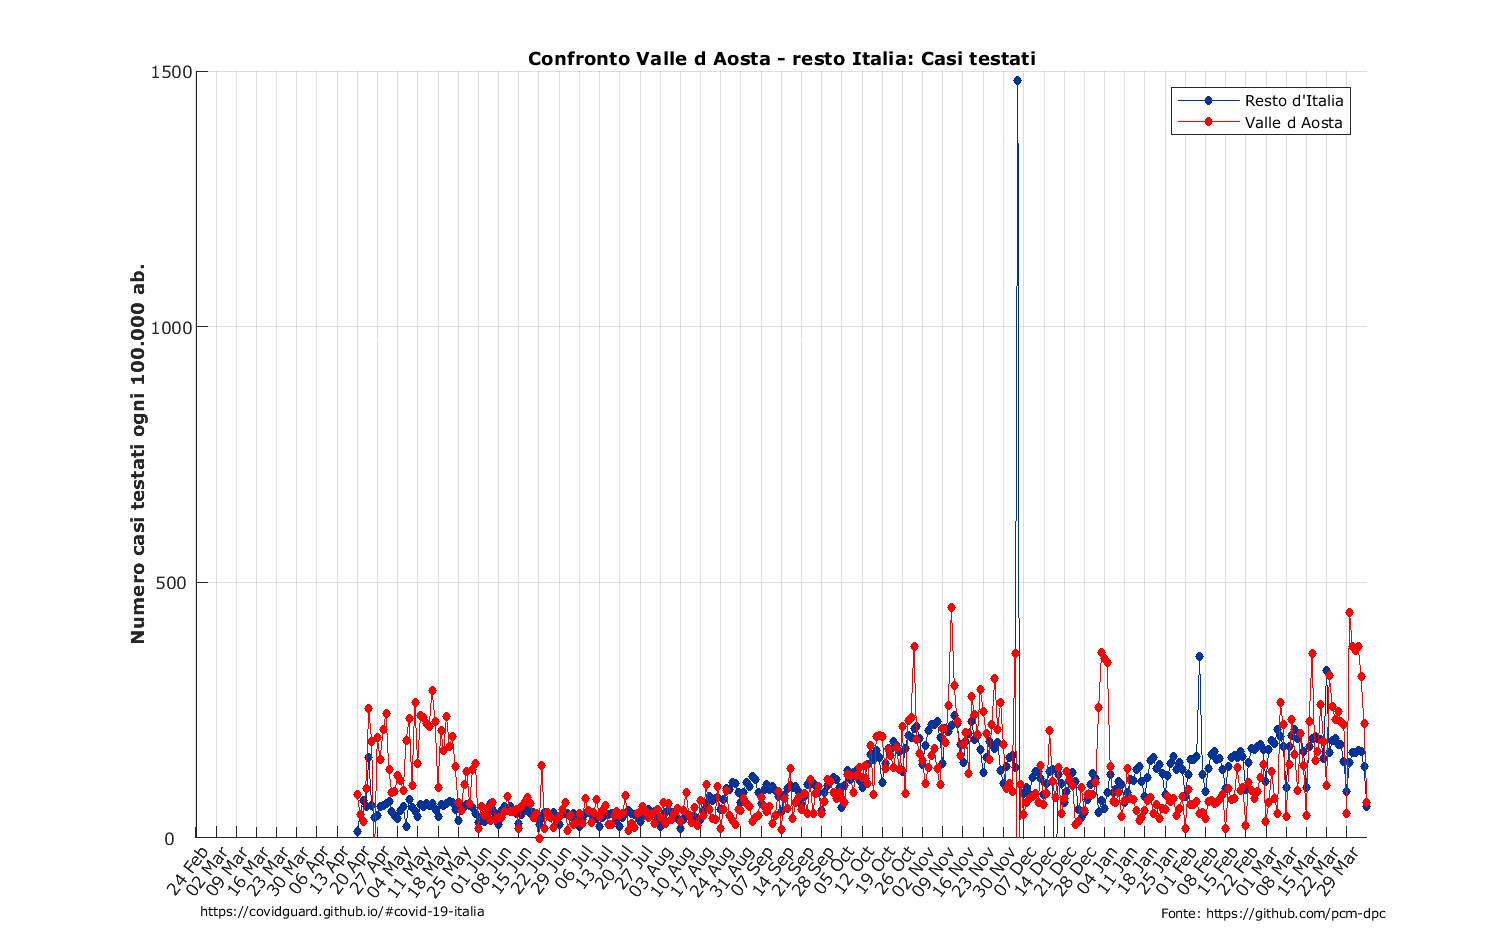 Confronto Valle d Aosta - resto Italia: Casi testati
Numero casi testati ogni 100.000 ab.
1500
1000
500
0
Resto d'Italia
Valle d Aosta
24 Feb
02 Mar
09 Mar
16 Mar
23 Mar
30 Mar
06 Apr
13 Apr
20 Apr
27 Apr
04 May
11 May
18 May
25 May
01 Jun
08 Jun
15 Jun
22 Jun
29 Jun
06 Jul
13 Jul
20 Jul
27 Jul
03 Aug
10 Aug
17 Aug
24 Aug
31 Aug
07 Sep
14 Sep
21 Sep
28 Sep
05 Oct
12 Oct
19 Oct
26 Oct
02 Nov
09 Nov
16 Nov
23 Nov
30 Nov
07 Dec
14 Dec
21 Dec
28 Dec
04 Jan
11 Jan
18 Jan
25 Jan
01 Feb
08 Feb
15 Feb
22 Feb
01 Mar
08 Mar
15 Mar
22 Mar
29 Mar
https://covidguard.github.io/#covid-19-italia
Fonte: https://github.com/pcm-dpc